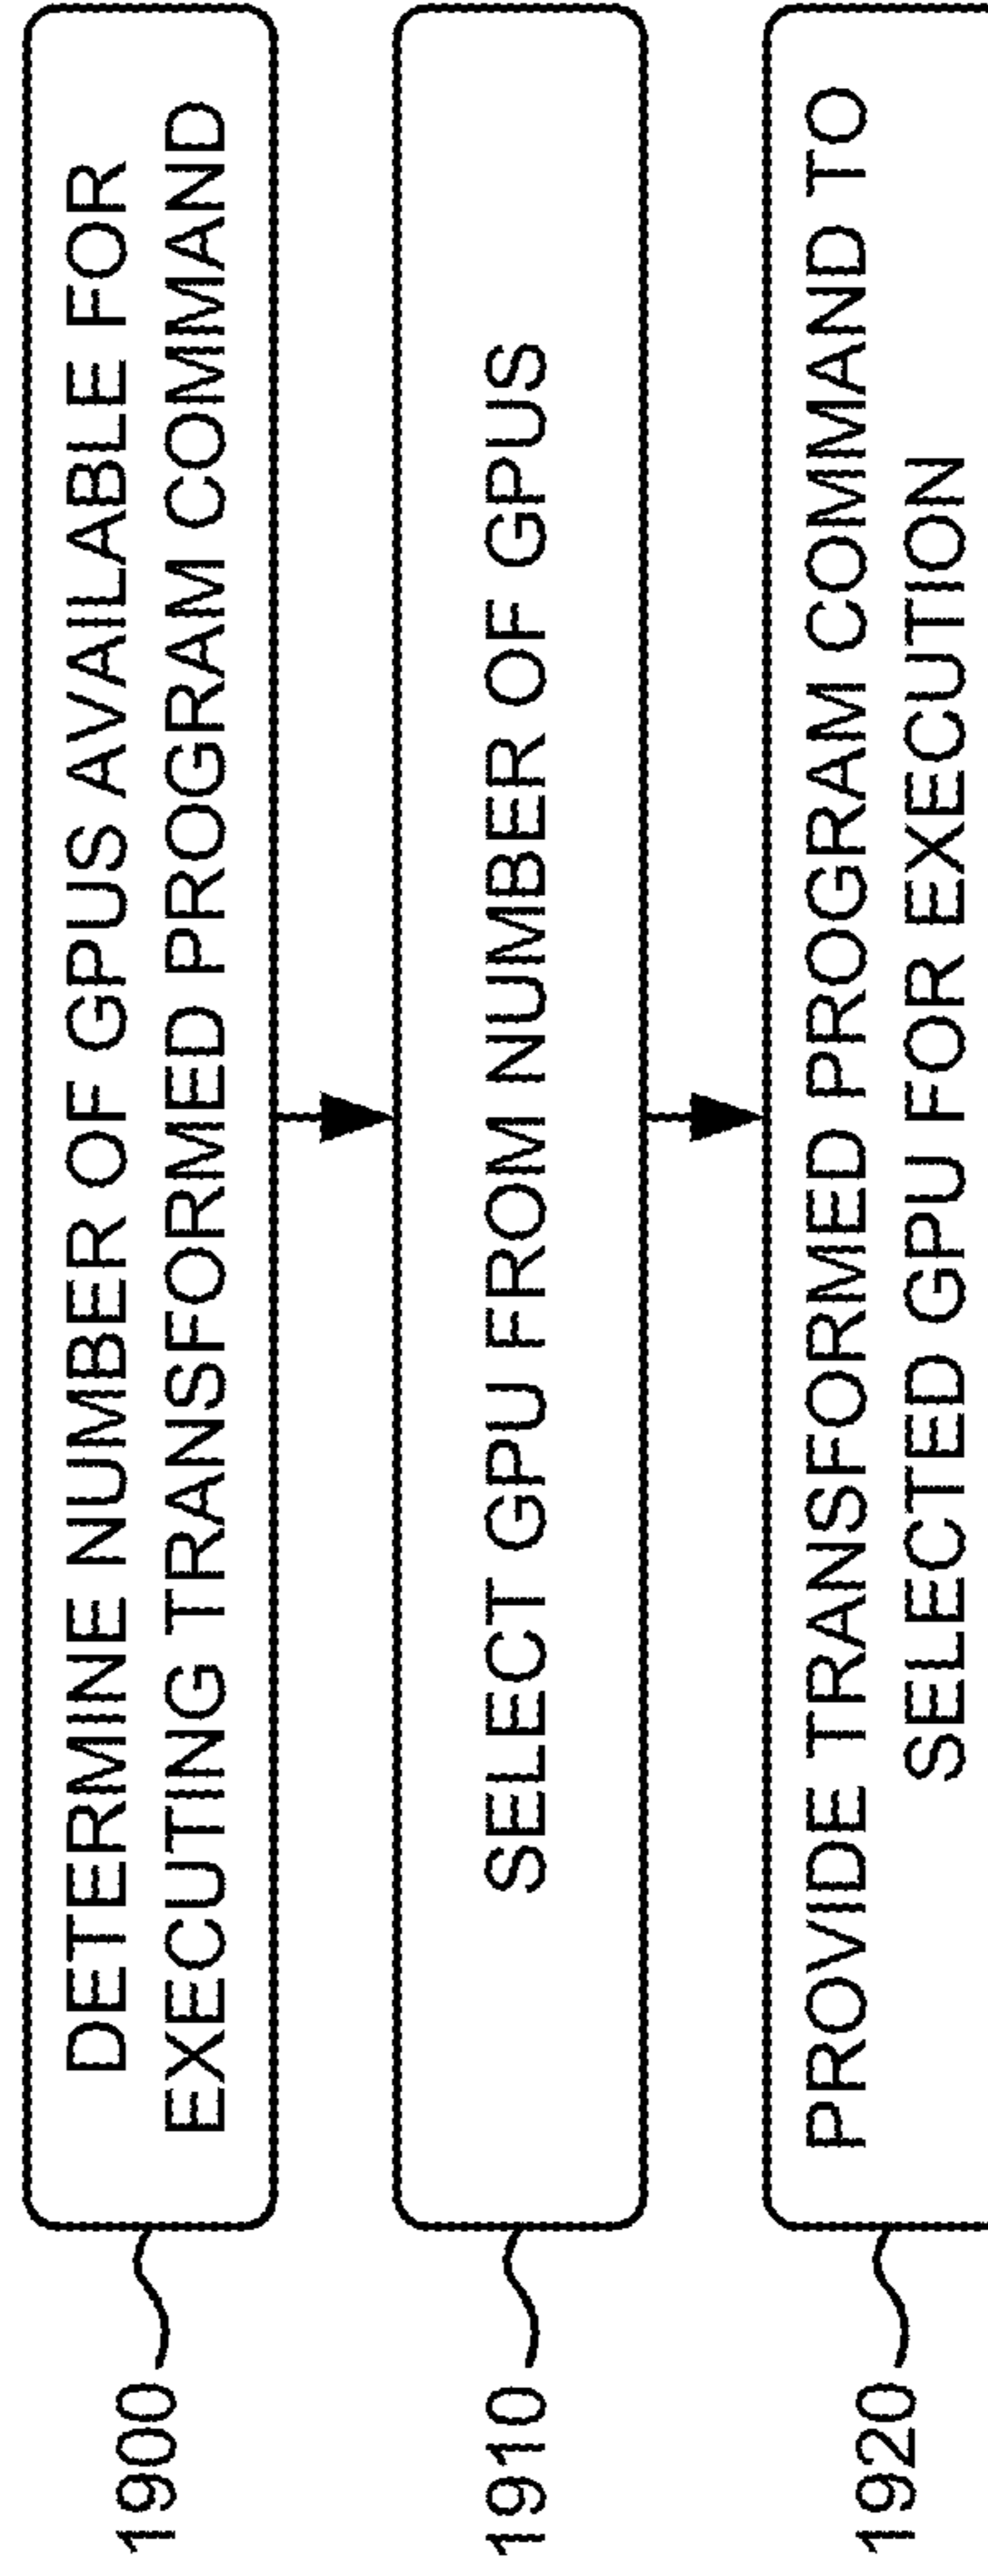 1900
DETERMINE NUMBER OF GPUS AVAILABLE FOR
EXECUTING TRANSFORMED PROGRAM COMMAND
1910
SELECT GPU FROM NUMBER OF GPUS
1920
PROVIDE TRANSFORMED PROGRAM COMMAND TO
SELECTED GPU FOR EXECUTION